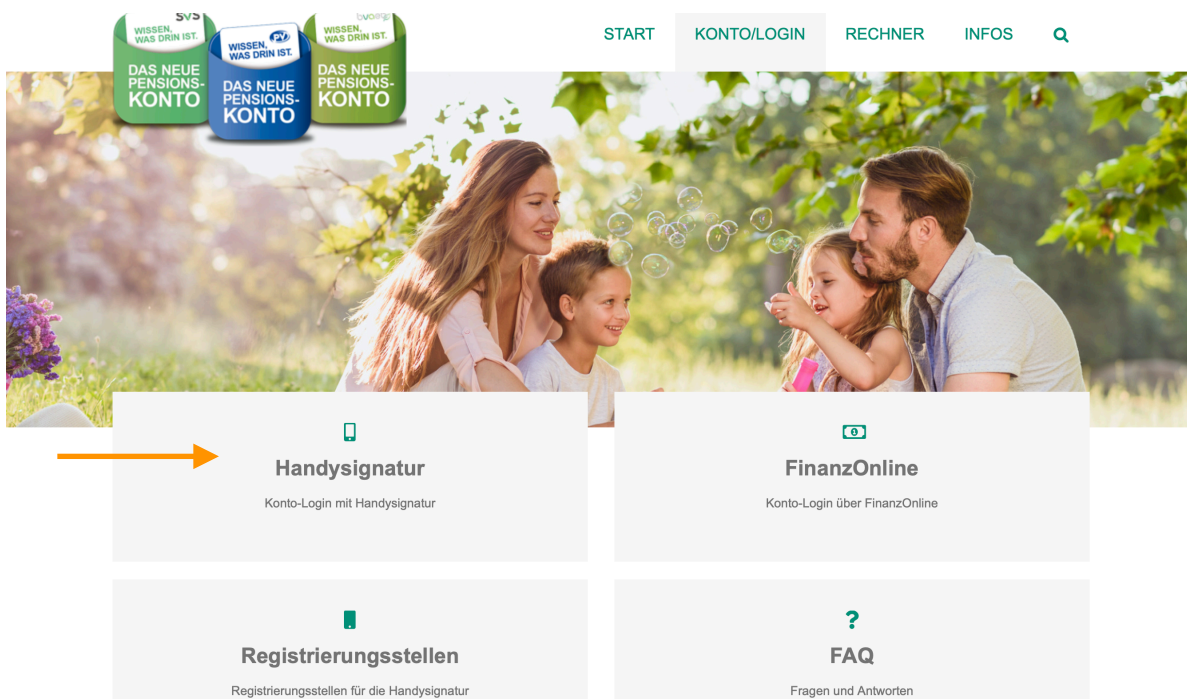 SVS
WISSEN,
WAS DRIN IST.
DAS NEUE
PENSIONS-
KONTO
PV
WISSEN,
WAS DRIN IST.
DAS NEUE
PENSIONS-
KONTO
bvaeb
WISSEN,
WAS DRIN IST.
DAS NEUE
PENSIONS-
KONTO
START KONTO/LOGIN RECHNER INFOS
Handysignatur
Konto-Login mit Handysignatur
FinanzOnline
Konto-Login über FinanzOnline
Registrierungsstellen
Registrierungsstellen für die Handysignatur
?
FAQ
Fragen und Antworten